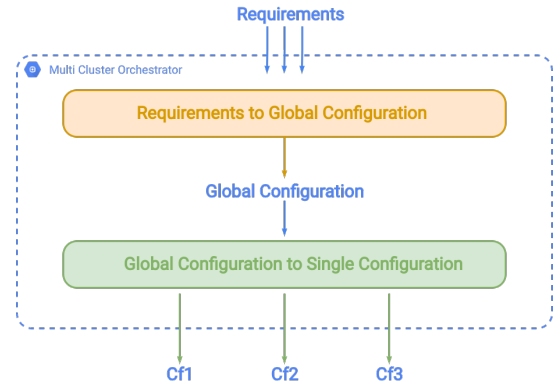 Requirements
Multi Cluster Orchestrator
Requirements to Global Configuration
Global Configuration
Global Configuration to Single Configuration
Cf1 Cf2 Cf3